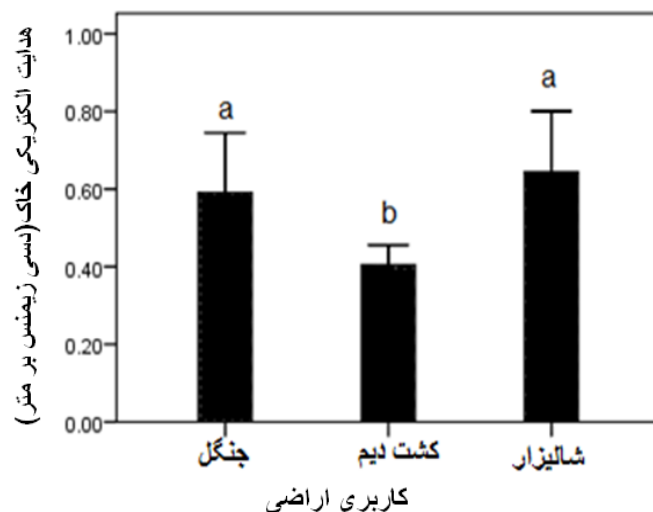 هدایت الکتریکی خاک(دسی زیمنس بر متر)
1.00
0.80
0.60
0.40
0.20
0.00
a
b
a
جنگل
کشت دیم
شالیزار
کاربری اراضی